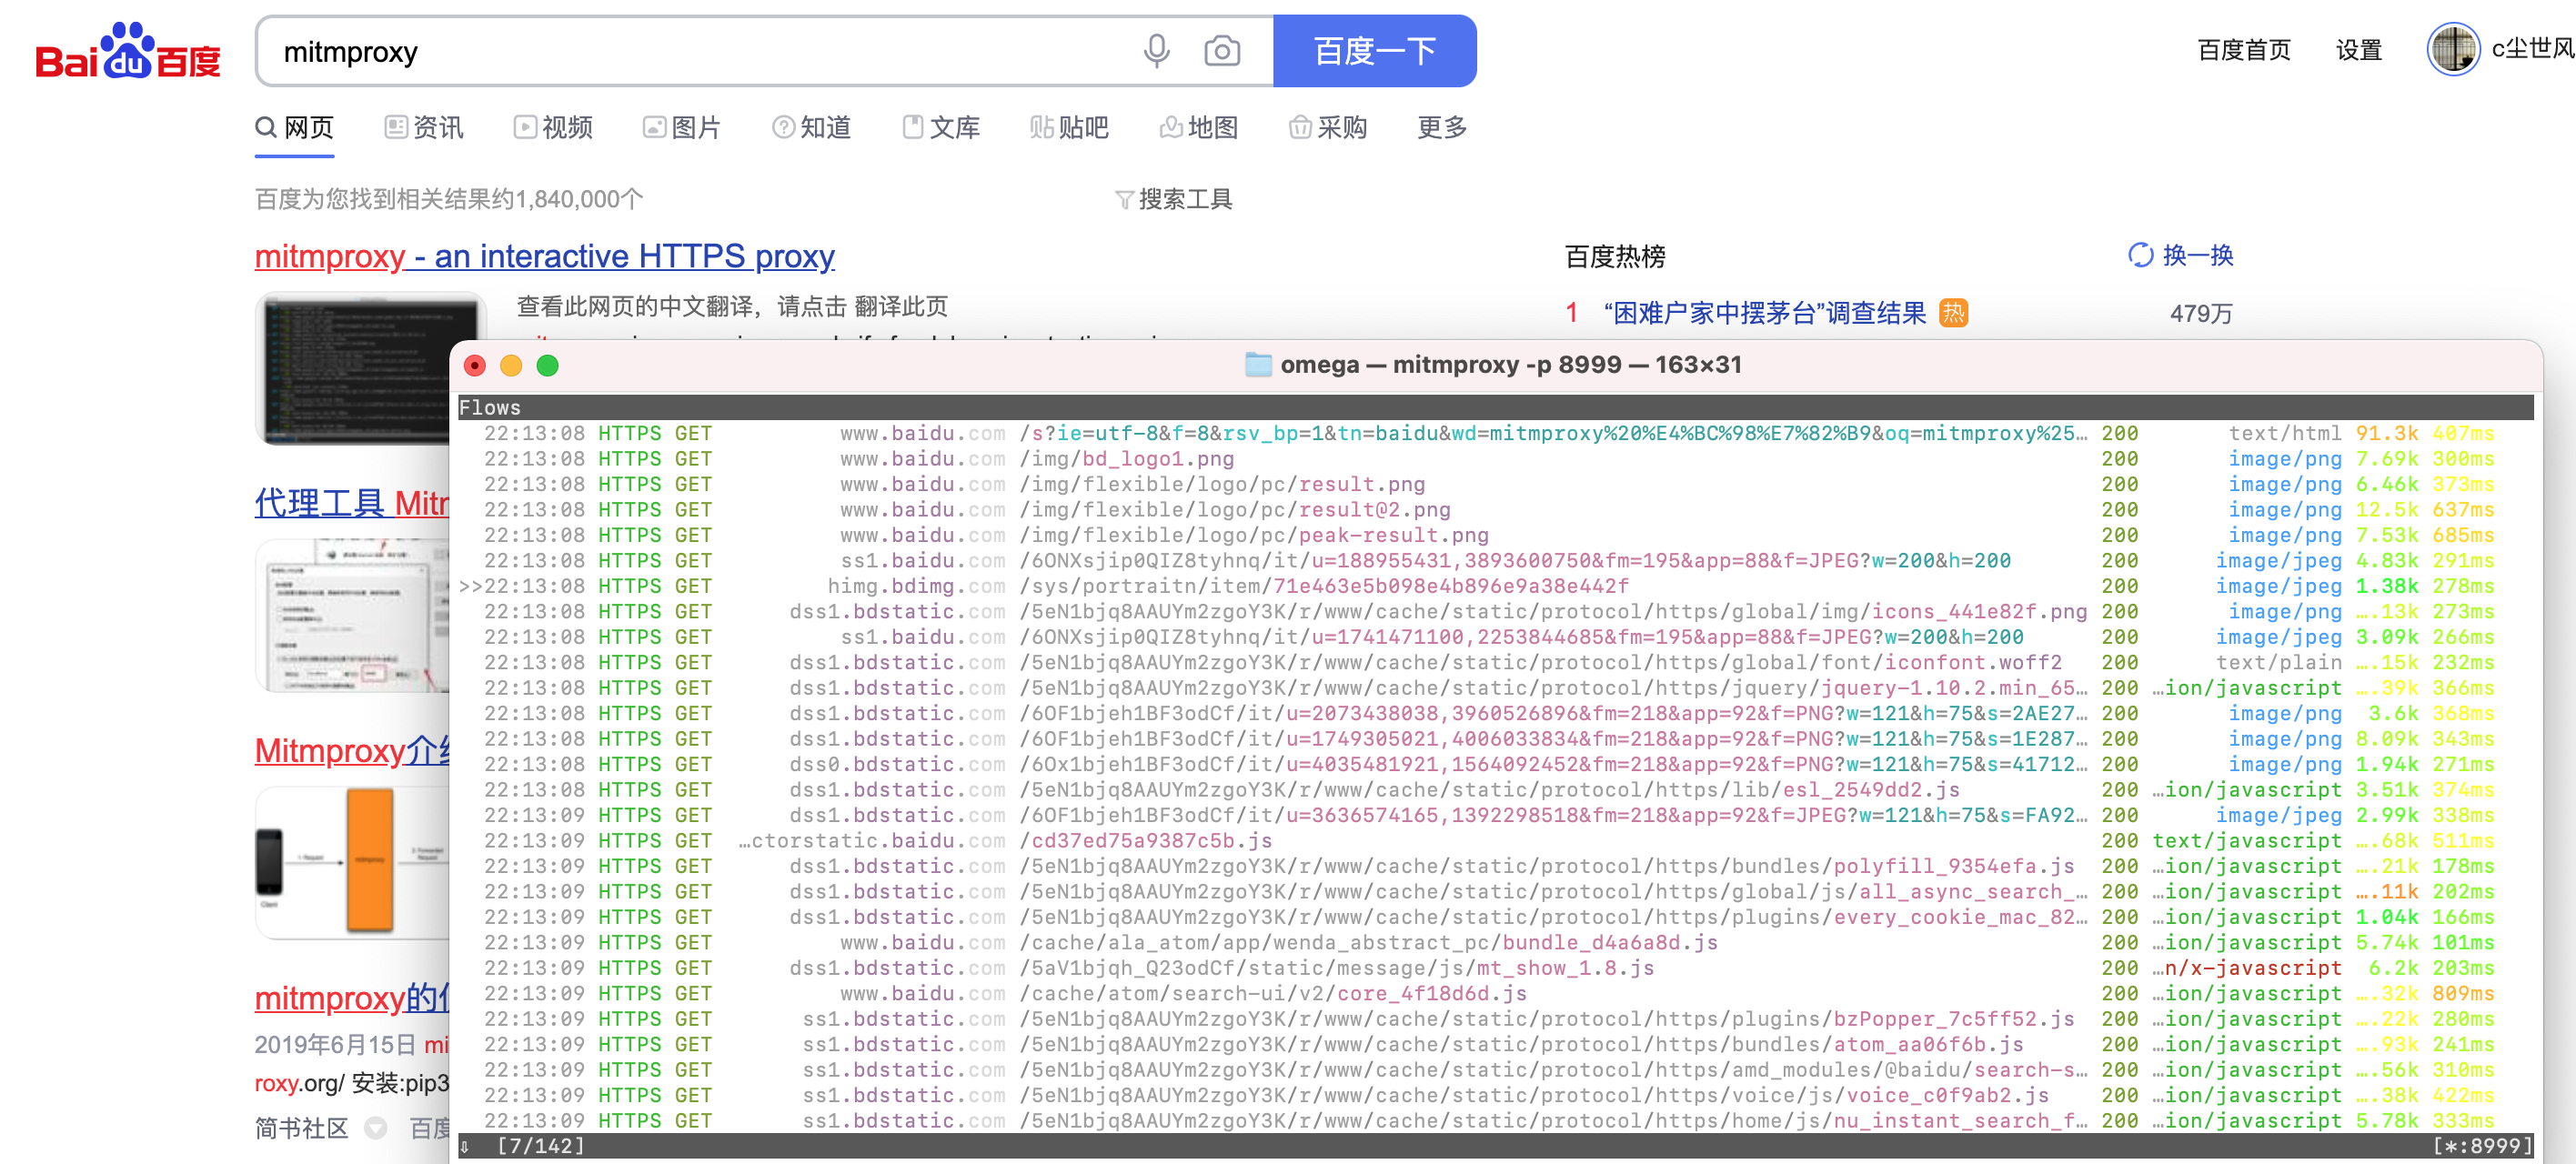 Bai du 百度
mitmproxy
百度一下
百度首页 设置 c尘世风
网页 资讯 视频 图片 知道 文库 贴吧 地图 采购 更多
百度为您找到相关结果约1,840,000个 搜索工具
mitmproxy - an interactive HTTPS proxy
查看此网页的中文翻译，请点击 翻译此页
百度热榜 换一换
1 “困难户家中摆茅台”调查结果 热 479万
代理工具 Mitm
Mitmproxy介绍
mitmproxy的
2019年6月15日 mi
roxy.org/ 安装:pip3
简书社区 百度
omega — mitmproxy -p 8999 — 163×31
Flows
22:13:08 HTTPS GET www.baidu.com /s?ie=utf-8&f=8&rsv_bp=1&tn=baidu&wd=mitmproxy%20%E4%BC%98%E7%82%B9&oq=mitmproxy%25… 200 text/html 91.3k 407ms
22:13:08 HTTPS GET www.baidu.com /img/bd_logo1.png 200 image/png 7.69k 300ms
22:13:08 HTTPS GET www.baidu.com /img/flexible/logo/pc/result.png 200 image/png 6.46k 373ms
22:13:08 HTTPS GET www.baidu.com /img/flexible/logo/pc/result@2.png 200 image/png 12.5k 637ms
22:13:08 HTTPS GET www.baidu.com /img/flexible/logo/pc/peak-result.png 200 image/png 7.53k 685ms
22:13:08 HTTPS GET ss1.baidu.com /6ONXsjip0QIZ8tyhnq/it/u=188955431,3893600750&fm=195&app=88&f=JPEG?w=200&h=200 200 image/jpeg 4.83k 291ms
>>22:13:08 HTTPS GET himg.bdimg.com /sys/portraitn/item/71e463e5b098e4b896e9a38e442f 200 image/jpeg 1.38k 278ms
22:13:08 HTTPS GET dss1.bdstatic.com /5eN1bjq8AAUYm2zgoY3K/r/www/cache/static/protocol/https/global/img/icons_441e82f.png 200 image/png ….13k 273ms
22:13:08 HTTPS GET ss1.baidu.com /6ONXsjip0QIZ8tyhnq/it/u=1741471100,2253844685&fm=195&app=88&f=JPEG?w=200&h=200 200 image/jpeg 3.09k 266ms
22:13:08 HTTPS GET dss1.bdstatic.com /5eN1bjq8AAUYm2zgoY3K/r/www/cache/static/protocol/https/global/font/iconfont.woff2 200 text/plain ….15k 232ms
22:13:08 HTTPS GET dss1.bdstatic.com /5eN1bjq8AAUYm2zgoY3K/r/www/cache/static/protocol/https/jquery/jquery-1.10.2.min_65… 200 …ion/javascript ….39k 366ms
22:13:08 HTTPS GET dss1.bdstatic.com /6OF1bjeh1BF3odCf/it/u=2073438038,3960526896&fm=218&app=92&f=PNG?w=121&h=75&s=2AE27… 200 image/png 3.6k 368ms
22:13:08 HTTPS GET dss1.bdstatic.com /6OF1bjeh1BF3odCf/it/u=1749305021,4006033834&fm=218&app=92&f=PNG?w=121&h=75&s=1E287… 200 image/png 8.09k 343ms
22:13:08 HTTPS GET dss0.bdstatic.com /6Ox1bjeh1BF3odCf/it/u=4035481921,1564092452&fm=218&app=92&f=PNG?w=121&h=75&s=41712… 200 image/png 1.94k 271ms
22:13:08 HTTPS GET dss1.bdstatic.com /5eN1bjq8AAUYm2zgoY3K/r/www/cache/static/protocol/https/lib/esl_2549dd2.js 200 …ion/javascript 3.51k 374ms
22:13:09 HTTPS GET dss1.bdstatic.com /6OF1bjeh1BF3odCf/it/u=3636574165,1392298518&fm=218&app=92&f=JPEG?w=121&h=75&s=FA92… 200 image/jpeg 2.99k 338ms
22:13:09 HTTPS GET …ctorstatic.baidu.com /cd37ed75a9387c5b.js 200 text/javascript ….68k 511ms
22:13:09 HTTPS GET dss1.bdstatic.com /5eN1bjq8AAUYm2zgoY3K/r/www/cache/static/protocol/https/bundles/polyfill_9354efa.js 200 …ion/javascript ….21k 178ms
22:13:09 HTTPS GET dss1.bdstatic.com /5eN1bjq8AAUYm2zgoY3K/r/www/cache/static/protocol/https/global/js/all_async_search_… 200 …ion/javascript ….11k 202ms
22:13:09 HTTPS GET dss1.bdstatic.com /5eN1bjq8AAUYm2zgoY3K/r/www/cache/static/protocol/https/plugins/every_cookie_mac_82… 200 …ion/javascript 1.04k 166ms
22:13:09 HTTPS GET www.baidu.com /cache/ala_atom/app/wenda_abstract_pc/bundle_d4a6a8d.js 200 …ion/javascript 5.74k 101ms
22:13:09 HTTPS GET dss1.bdstatic.com /5aV1bjqh_Q23odCf/static/message/js/mt_show_1.8.js 200 …n/x-javascript 6.2k 203ms
22:13:09 HTTPS GET www.baidu.com /cache/atom/search-ui/v2/core_4f18d6d.js 200 …ion/javascript ….32k 809ms
22:13:09 HTTPS GET ss1.bdstatic.com /5eN1bjq8AAUYm2zgoY3K/r/www/cache/static/protocol/https/plugins/bzPopper_7c5ff52.js 200 …ion/javascript ….22k 280ms
22:13:09 HTTPS GET ss1.bdstatic.com /5eN1bjq8AAUYm2zgoY3K/r/www/cache/static/protocol/https/bundles/atom_aa06f6b.js 200 …ion/javascript ….93k 241ms
22:13:09 HTTPS GET ss1.bdstatic.com /5eN1bjq8AAUYm2zgoY3K/r/www/cache/static/protocol/https/amd_modules/@baidu/search-s… 200 …ion/javascript ….56k 310ms
22:13:09 HTTPS GET ss1.bdstatic.com /5eN1bjq8AAUYm2zgoY3K/r/www/cache/static/protocol/https/voice/js/voice_c0f9ab2.js 200 …ion/javascript ….38k 422ms
22:13:09 HTTPS GET ss1.bdstatic.com /5eN1bjq8AAUYm2zgoY3K/r/www/cache/static/protocol/https/home/js/nu_instant_search_f… 200 …ion/javascript 5.78k 333ms
⇩ [7/142] [*:8999]